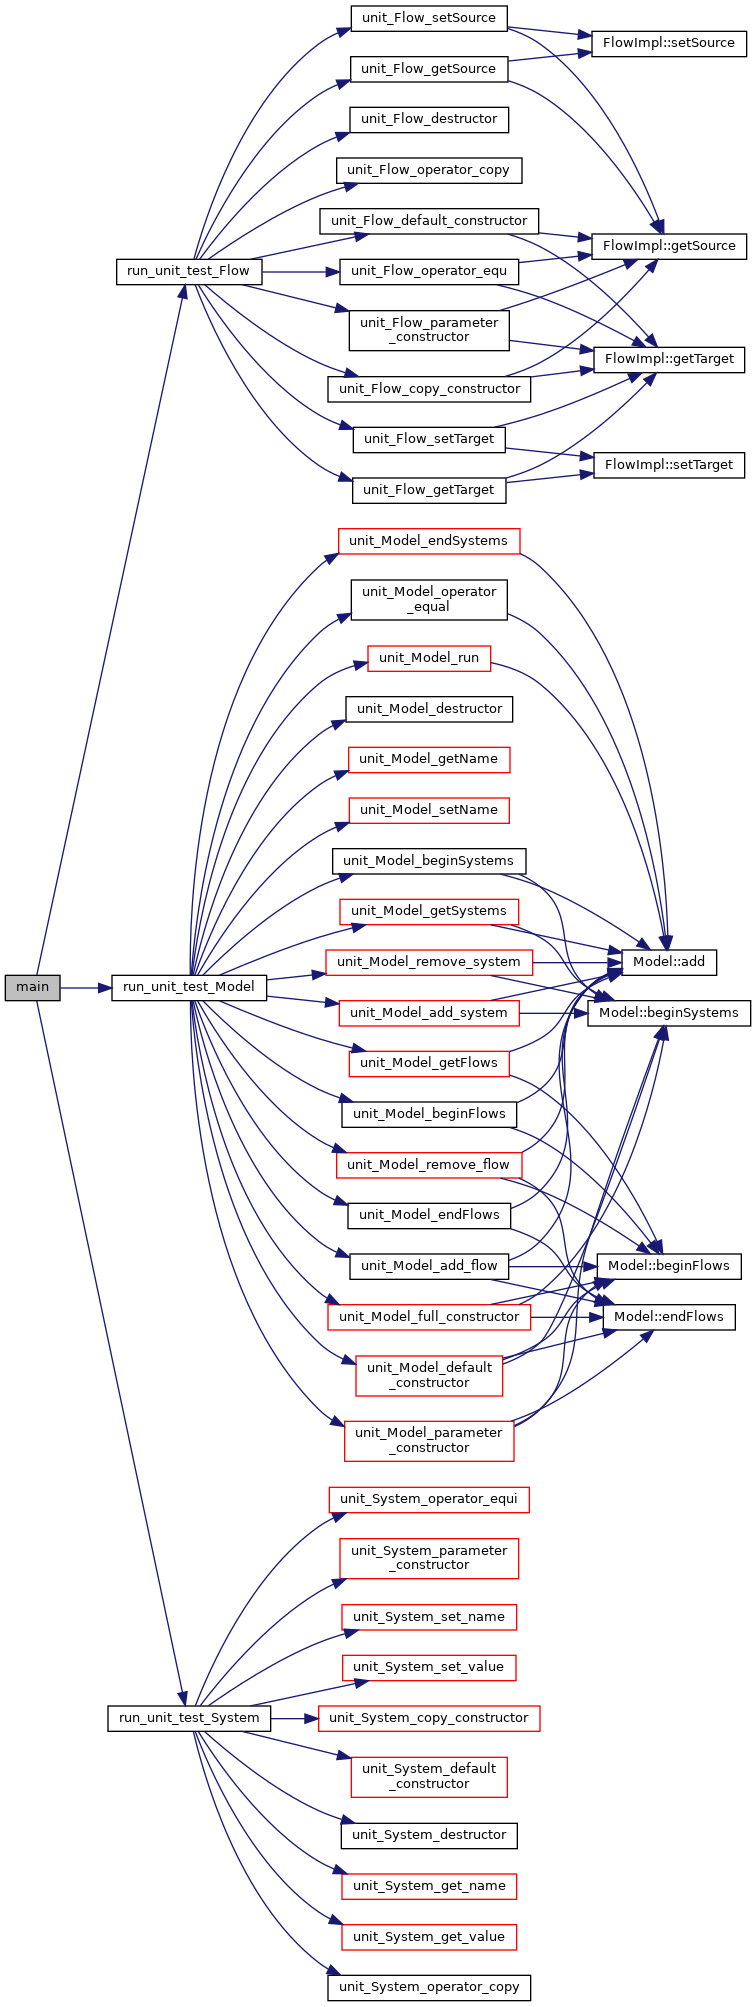 main
run_unit_test_Flow
unit_Flow_setSource
unit_Flow_getSource
unit_Flow_destructor
unit_Flow_operator_copy
unit_Flow_default_constructor
unit_Flow_operator_equ
unit_Flow_parameter
_constructor
unit_Flow_copy_constructor
unit_Flow_setTarget
unit_Flow_getTarget
FlowImpl::setSource
FlowImpl::getSource
FlowImpl::getTarget
FlowImpl::setTarget
run_unit_test_Model
unit_Model_endSystems
unit_Model_operator
_equal
unit_Model_run
unit_Model_destructor
unit_Model_getName
unit_Model_setName
unit_Model_beginSystems
unit_Model_getSystems
unit_Model_remove_system
unit_Model_add_system
unit_Model_getFlows
unit_Model_beginFlows
unit_Model_remove_flow
unit_Model_endFlows
unit_Model_add_flow
unit_Model_full_constructor
unit_Model_default
_constructor
unit_Model_parameter
_constructor
Model::add
Model::beginSystems
Model::beginFlows
Model::endFlows
run_unit_test_System
unit_System_operator_equi
unit_System_parameter
_constructor
unit_System_set_name
unit_System_set_value
unit_System_copy_constructor
unit_System_default
_constructor
unit_System_destructor
unit_System_get_name
unit_System_get_value
unit_System_operator_copy